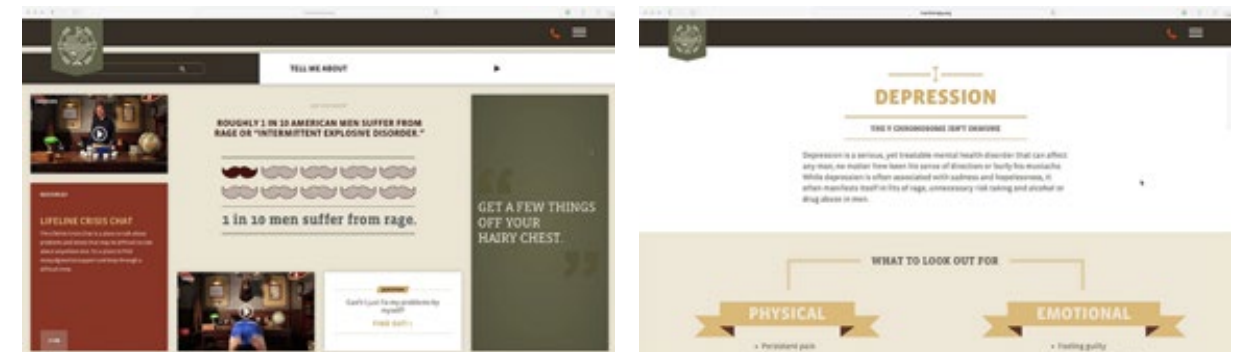 TELL ME ABOUT
ROUGHLY 1 IN 10 AMERICAN MEN SUFFER FROM
RAGE OR "INTERMITTENT EXPLOSIVE DISORDER."
1 in 10 men suffer from rage.
LIFELINE CRISIS CHAT
GET A FEW THINGS
OFF YOUR
HAIRY CHEST.
Can't I just fix my problems by
myself?
FIND OUT
DEPRESSION
THE Y CHROMOSOME ISN'T IMMUNE
Depression is a serious, yet treatable mental health disorder that can affect
any man, no matter how keen his sense of direction or burly his mustache.
While depression is often associated with sadness and hopelessness, it
often manifests itself in fits of rage, unnecessary risk taking and alcohol or
drug abuse in men.
WHAT TO LOOK OUT FOR
PHYSICAL
EMOTIONAL
• Persistent pain
• Feeling guilty